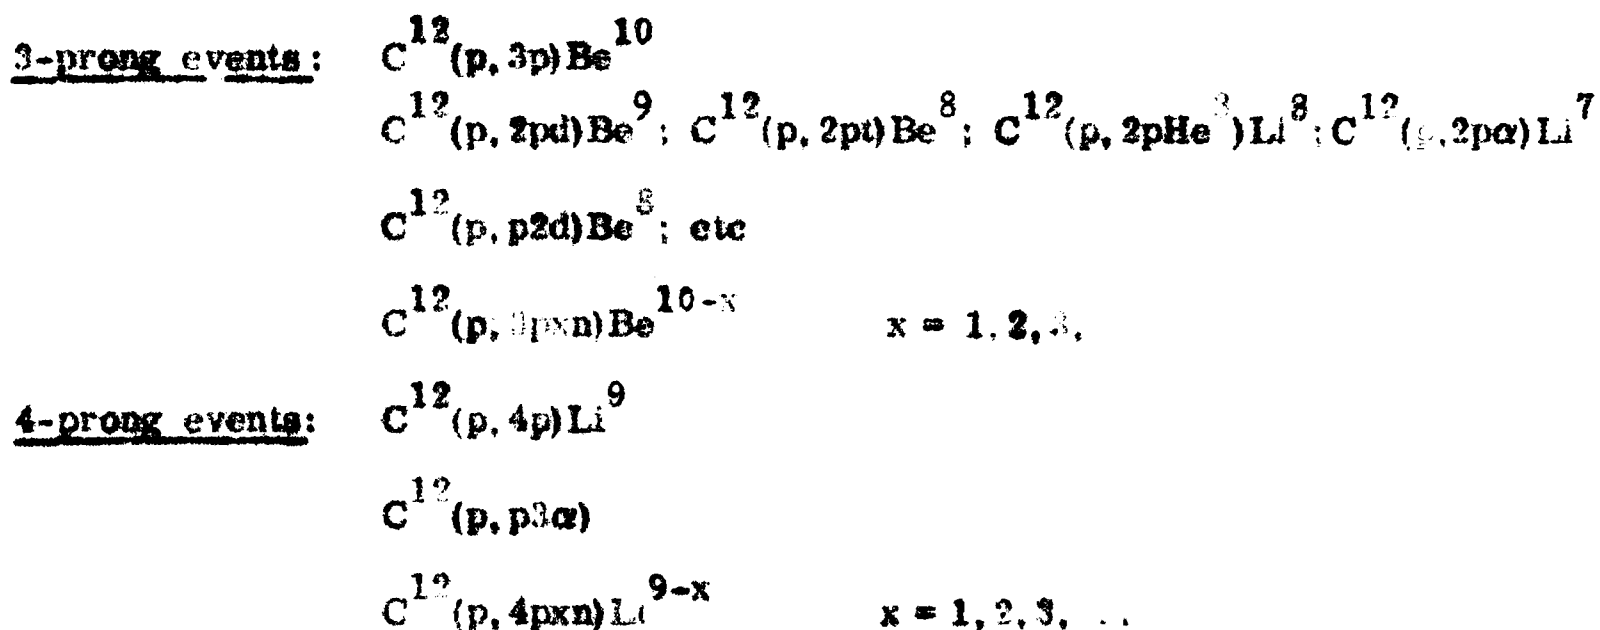 3-prong events: C¹²(p, 3p)Be¹⁰
C¹²(p, 2pd)Be⁹; C¹²(p, 2pt)Be⁸; C¹²(p, 2pHe³)Li⁸; C¹²(p, 2pα)Li⁷
C¹²(p, p2d)Be⁸; etc
C¹²(p, 3pxn)Be¹⁰⁻ˣ x = 1, 2, 3,
4-prong events: C¹²(p, 4p)Li⁹
C¹²(p, p3α)
C¹²(p, 4pxn)Li⁹⁻ˣ x = 1, 2, 3, . .